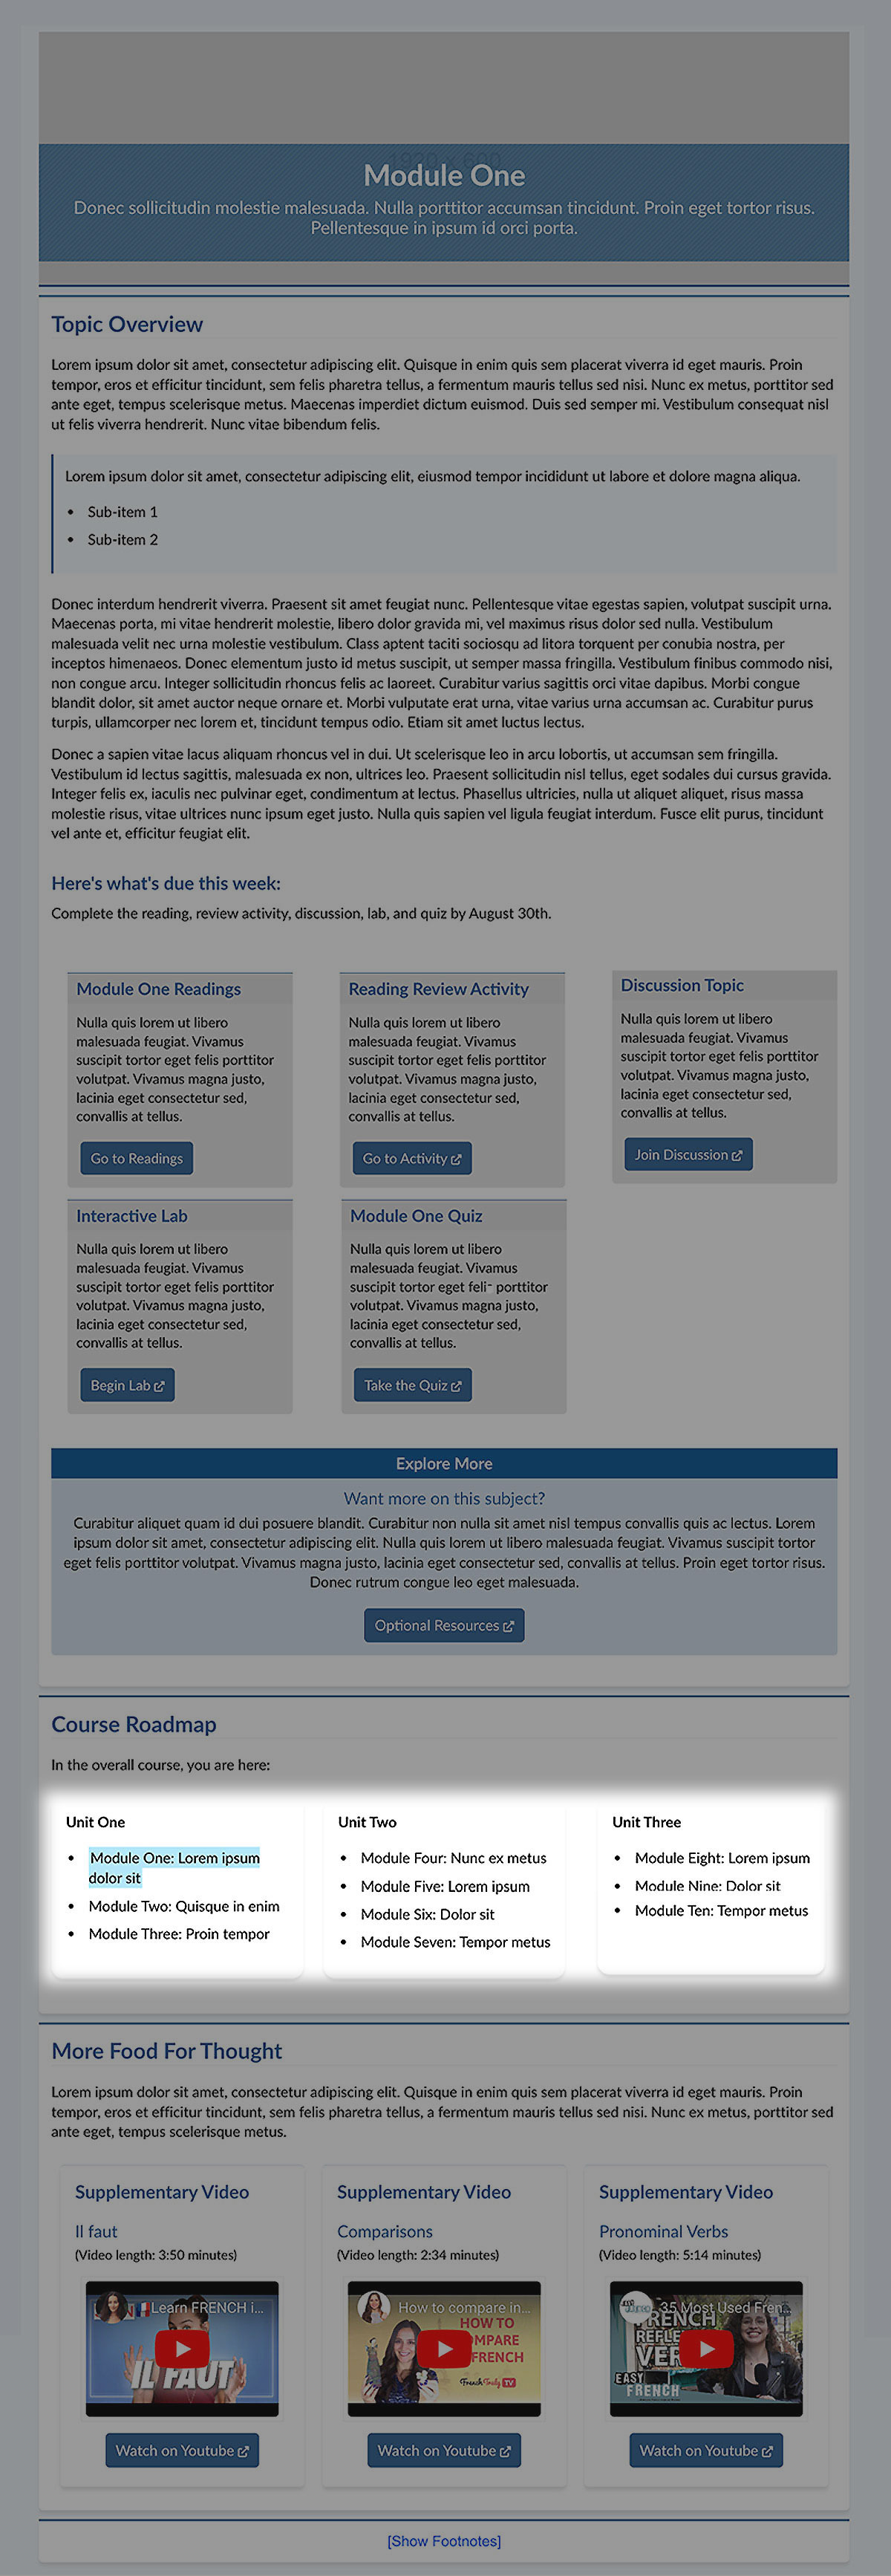 1920 x 600
Module One
Donec sollicitudin molestie malesuada. Nulla porttitor accumsan tincidunt. Proin eget tortor risus.
Pellentesque in ipsum id orci porta.
Topic Overview
Lorem ipsum dolor sit amet, consectetur adipiscing elit. Quisque in enim quis sem placerat viverra id eget mauris. Proin
tempor, eros et efficitur tincidunt, sem felis pharetra tellus, a fermentum mauris tellus sed nisi. Nunc ex metus, porttitor sed
ante eget, tempus scelerisque metus. Maecenas imperdiet dictum euismod. Duis sed semper mi. Vestibulum consequat nisl
ut felis viverra hendrerit. Nunc vitae bibendum felis.
Lorem ipsum dolor sit amet, consectetur adipiscing elit, eiusmod tempor incididunt ut labore et dolore magna aliqua.
• Sub-item 1
• Sub-item 2
Donec interdum hendrerit viverra. Praesent sit amet feugiat nunc. Pellentesque vitae egestas sapien, volutpat suscipit urna.
Maecenas porta, mi vitae hendrerit molestie, libero dolor gravida mi, vel maximus risus dolor sed nulla. Vestibulum
malesuada velit nec urna molestie vestibulum. Class aptent taciti sociosqu ad litora torquent per conubia nostra, per
inceptos himenaeos. Donec elementum justo id metus suscipit, ut semper massa fringilla. Vestibulum finibus commodo nisi,
non congue arcu. Integer sollicitudin rhoncus felis ac laoreet. Curabitur varius sagittis orci vitae dapibus. Morbi congue
blandit dolor, sit amet auctor neque ornare et. Morbi vulputate erat urna, vitae varius urna accumsan ac. Curabitur purus
turpis, ullamcorper nec lorem et, tincidunt tempus odio. Etiam sit amet luctus lectus.
Donec a sapien vitae lacus aliquam rhoncus vel in dui. Ut scelerisque leo in arcu lobortis, ut accumsan sem fringilla.
Vestibulum id lectus sagittis, malesuada ex non, ultrices leo. Praesent sollicitudin nisl tellus, eget sodales dui cursus gravida.
Integer felis ex, iaculis nec pulvinar eget, condimentum at lectus. Phasellus ultricies, nulla ut aliquet aliquet, risus massa
molestie risus, vitae ultrices nunc ipsum eget justo. Nulla quis sapien vel ligula feugiat interdum. Fusce elit purus, tincidunt
vel ante et, efficitur feugiat elit.
Here's what's due this week:
Complete the reading, review activity, discussion, lab, and quiz by August 30th.
Module One Readings
Nulla quis lorem ut libero
malesuada feugiat. Vivamus
suscipit tortor eget felis porttitor
volutpat. Vivamus magna justo,
lacinia eget consectetur sed,
convallis at tellus.
Go to Readings
Reading Review Activity
Nulla quis lorem ut libero
malesuada feugiat. Vivamus
suscipit tortor eget felis porttitor
volutpat. Vivamus magna justo,
lacinia eget consectetur sed,
convallis at tellus.
Go to Activity
Discussion Topic
Nulla quis lorem ut libero
malesuada feugiat. Vivamus
suscipit tortor eget felis porttitor
volutpat. Vivamus magna justo,
lacinia eget consectetur sed,
convallis at tellus.
Join Discussion
Interactive Lab
Nulla quis lorem ut libero
malesuada feugiat. Vivamus
suscipit tortor eget felis porttitor
volutpat. Vivamus magna justo,
lacinia eget consectetur sed,
convallis at tellus.
Begin Lab
Module One Quiz
Nulla quis lorem ut libero
malesuada feugiat. Vivamus
suscipit tortor eget felis porttitor
volutpat. Vivamus magna justo,
lacinia eget consectetur sed,
convallis at tellus.
Take the Quiz
Explore More
Want more on this subject?
Curabitur aliquet quam id dui posuere blandit. Curabitur non nulla sit amet nisl tempus convallis quis ac lectus. Lorem
ipsum dolor sit amet, consectetur adipiscing elit. Nulla quis lorem ut libero malesuada feugiat. Vivamus suscipit tortor
eget felis porttitor volutpat. Vivamus magna justo, lacinia eget consectetur sed, convallis at tellus. Proin eget tortor risus.
Donec rutrum congue leo eget malesuada.
Optional Resources
Course Roadmap
In the overall course, you are here:
Unit One
• Module One: Lorem ipsum
dolor sit
• Module Two: Quisque in enim
• Module Three: Proin tempor
Unit Two
• Module Four: Nunc ex metus
• Module Five: Lorem ipsum
• Module Six: Dolor sit
• Module Seven: Tempor metus
Unit Three
• Module Eight: Lorem ipsum
• Module Nine: Dolor sit
• Module Ten: Tempor metus
More Food For Thought
Lorem ipsum dolor sit amet, consectetur adipiscing elit. Quisque in enim quis sem placerat viverra id eget mauris. Proin
tempor, eros et efficitur tincidunt, sem felis pharetra tellus, a fermentum mauris tellus sed nisi. Nunc ex metus, porttitor sed
ante eget, tempus scelerisque metus.
Supplementary Video
Il faut
(Video length: 3:50 minutes)
Learn FRENCH i...
IL FAUT
Watch on Youtube
Supplementary Video
Comparisons
(Video length: 2:34 minutes)
How to compare in...
HOW TO
OMPARE
FRENCH
FrenchTruly TV
Watch on Youtube
Supplementary Video
Pronominal Verbs
(Video length: 5:14 minutes)
35 Most Used Fren...
RENCH
REFLE
VER
EASY
FRENCH
Watch on Youtube
[Show Footnotes]